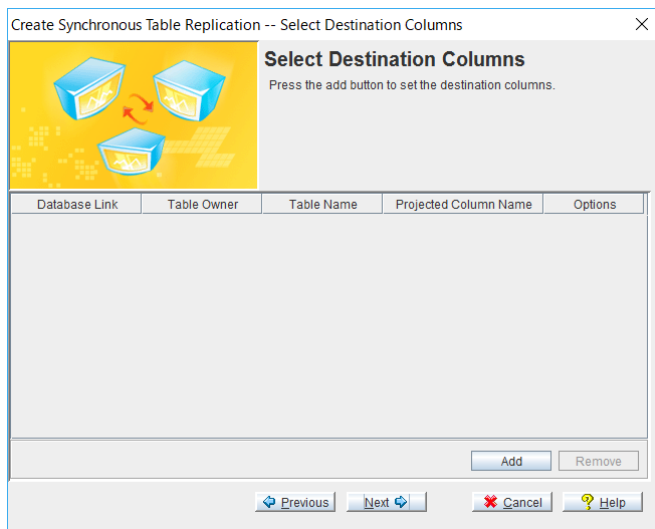 Create Synchronous Table Replication -- Select Destination Columns
Select Destination Columns
Press the add button to set the destination columns.
Database Link Table Owner Table Name Projected Column Name Options
Add Remove
Previous Next Cancel Help